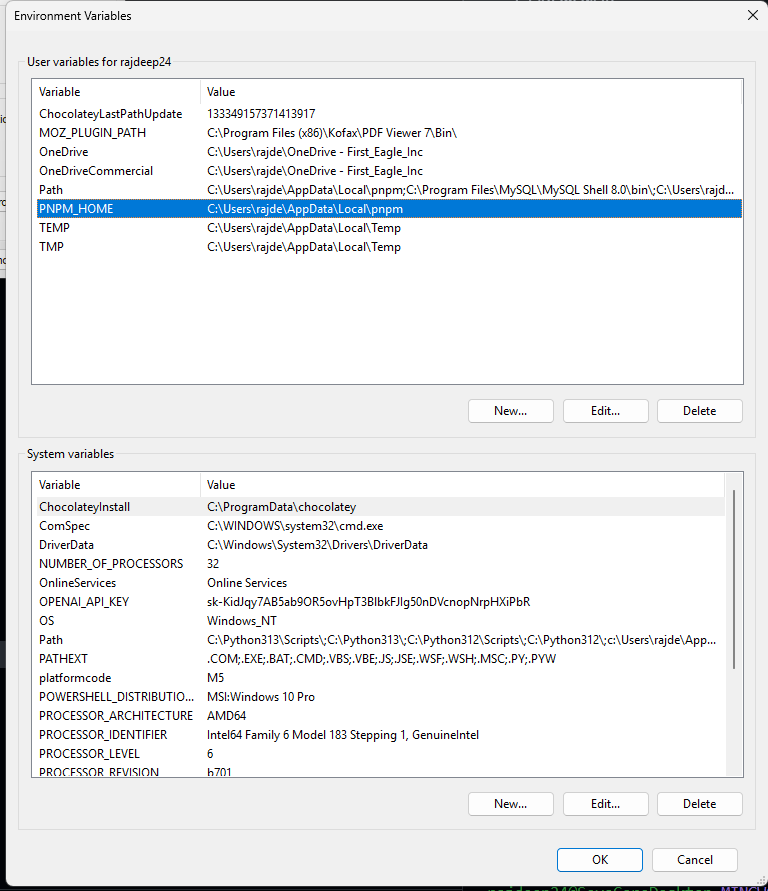 Environment Variables
User variables for rajdeep24
Variable Value
ChocolateyLastPathUpdate 133349157371413917
MOZ_PLUGIN_PATH C:\Program Files (x86)\Kofax\PDF Viewer 7\Bin\
OneDrive C:\Users\rajde\OneDrive - First_Eagle_Inc
OneDriveCommercial C:\Users\rajde\OneDrive - First_Eagle_Inc
Path C:\Users\rajde\AppData\Local\pnpm;C:\Program Files\MySQL\MySQL Shell 8.0\bin\;C:\Users\rajd...
PNPM_HOME C:\Users\rajde\AppData\Local\pnpm
TEMP C:\Users\rajde\AppData\Local\Temp
TMP C:\Users\rajde\AppData\Local\Temp
New... Edit... Delete
System variables
Variable Value
ChocolateyInstall C:\ProgramData\chocolatey
ComSpec C:\WINDOWS\system32\cmd.exe
DriverData C:\Windows\System32\Drivers\DriverData
NUMBER_OF_PROCESSORS 32
OnlineServices Online Services
OPENAI_API_KEY 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
OS Windows_NT
Path C:\Python313\Scripts\;C:\Python313\;C:\Python312\Scripts\;C:\Python312\;c:\Users\rajde\App...
PATHEXT .COM;.EXE;.BAT;.CMD;.VBS;.VBE;.JS;.JSE;.WSF;.WSH;.MSC;.PY;.PYW
platformcode M5
POWERSHELL_DISTRIBUTIO... MSI:Windows 10 Pro
PROCESSOR_ARCHITECTURE AMD64
PROCESSOR_IDENTIFIER Intel64 Family 6 Model 183 Stepping 1, GenuineIntel
PROCESSOR_LEVEL 6
PROCESSOR_REVISION b701
New... Edit... Delete
OK Cancel